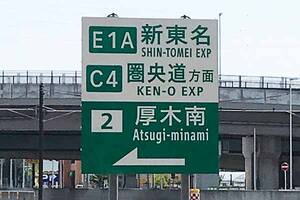 E1A 新東名
SHIN-TOMEI EXP
C4 圏央道方面
KEN-O EXP
2 厚木南
Atsugi-minami